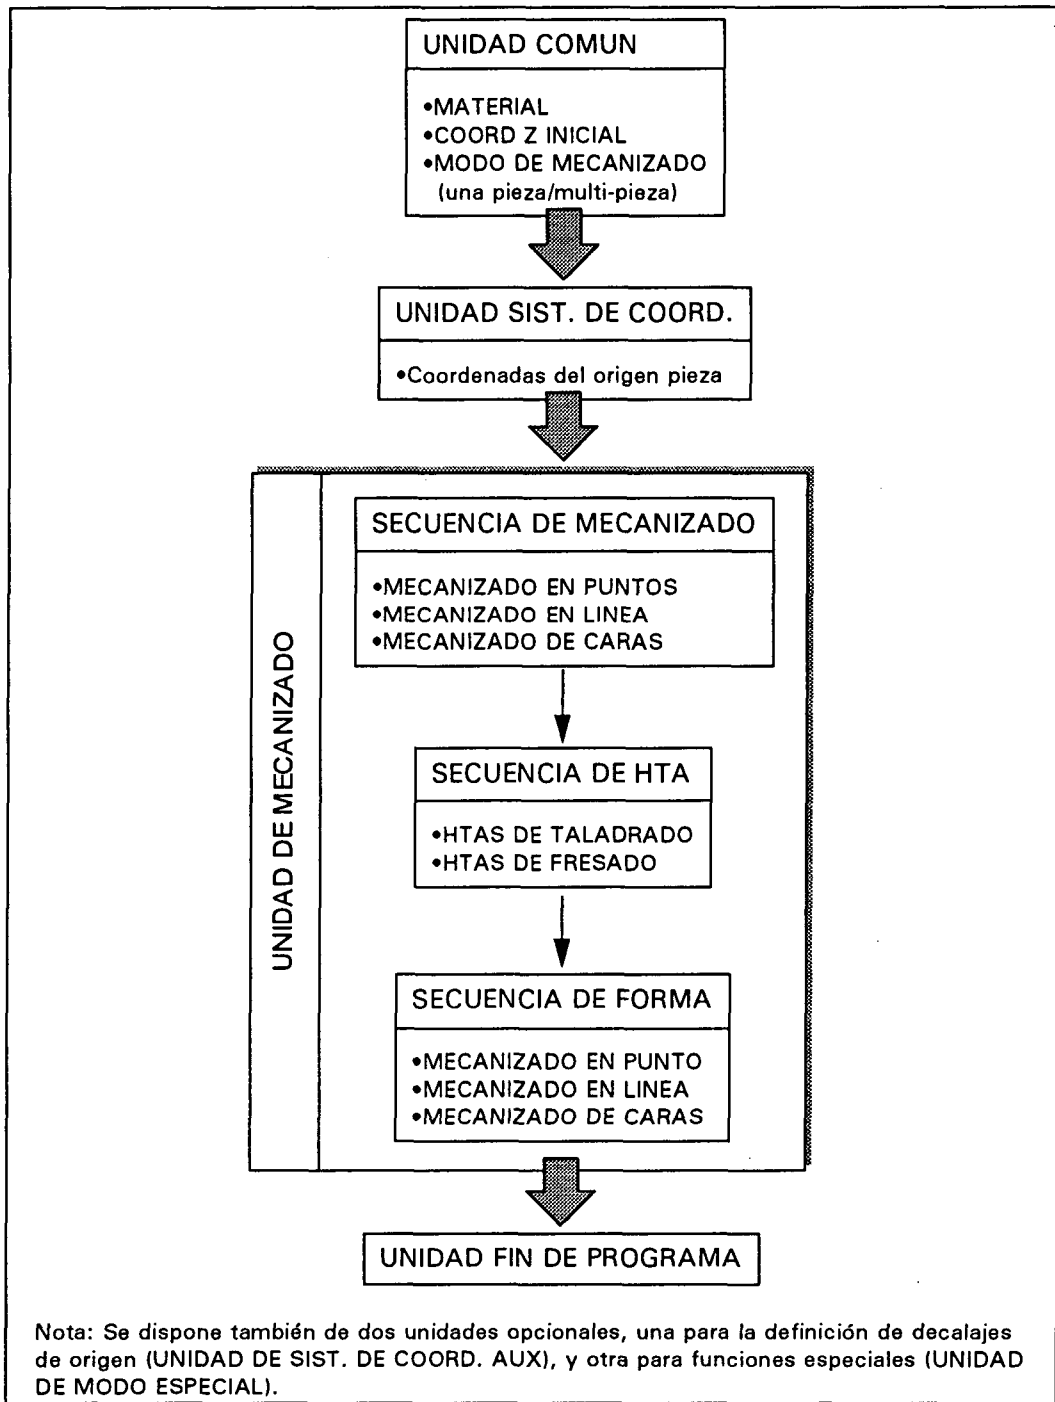 UNIDAD COMUN
•MATERIAL
•COORD Z INICIAL
•MODO DE MECANIZADO
(una pieza/multi-pieza)
UNIDAD SIST. DE COORD.
•Coordenadas del origen pieza
UNIDAD DE MECANIZADO
SECUENCIA DE MECANIZADO
•MECANIZADO EN PUNTOS
•MECANIZADO EN LINEA
•MECANIZADO DE CARAS
SECUENCIA DE HTA
•HTAS DE TALADRADO
•HTAS DE FRESADO
SECUENCIA DE FORMA
•MECANIZADO EN PUNTO
•MECANIZADO EN LINEA
•MECANIZADO DE CARAS
UNIDAD FIN DE PROGRAMA
Nota: Se dispone también de dos unidades opcionales, una para la definición de decalajes
de origen (UNIDAD DE SIST. DE COORD. AUX), y otra para funciones especiales (UNIDAD
DE MODO ESPECIAL).